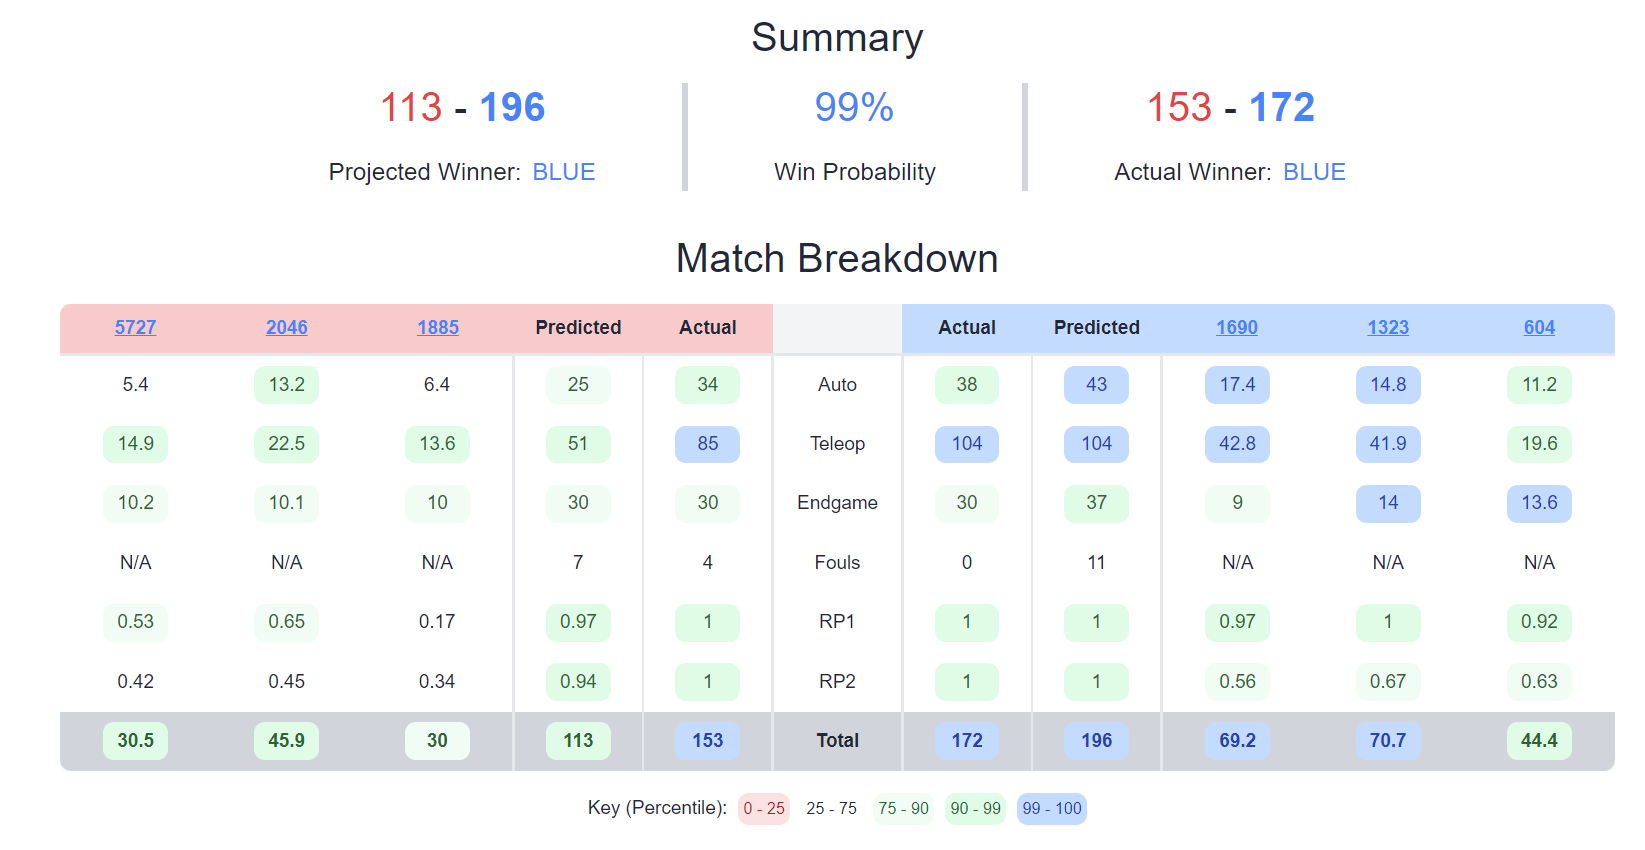 Summary
113 - 196
99%
153 - 172
Projected Winner: BLUE
Win Probability
Actual Winner: BLUE
Match Breakdown
5727 2046 1885 Predicted Actual Actual Predicted 1690 1323 604
5.4 13.2 6.4 25 34 Auto 38 43 17.4 14.8 11.2
14.9 22.5 13.6 51 85 Teleop 104 104 42.8 41.9 19.6
10.2 10.1 10 30 30 Endgame 30 37 9 14 13.6
N/A N/A N/A 7 4 Fouls 0 11 N/A N/A N/A
0.53 0.65 0.17 0.97 1 RP1 1 1 0.97 1 0.92
0.42 0.45 0.34 0.94 1 RP2 1 1 0.56 0.67 0.63
30.5 45.9 30 113 153 Total 172 196 69.2 70.7 44.4
Key (Percentile): 0 - 25 25 - 75 75 - 90 90 - 99 99 - 100